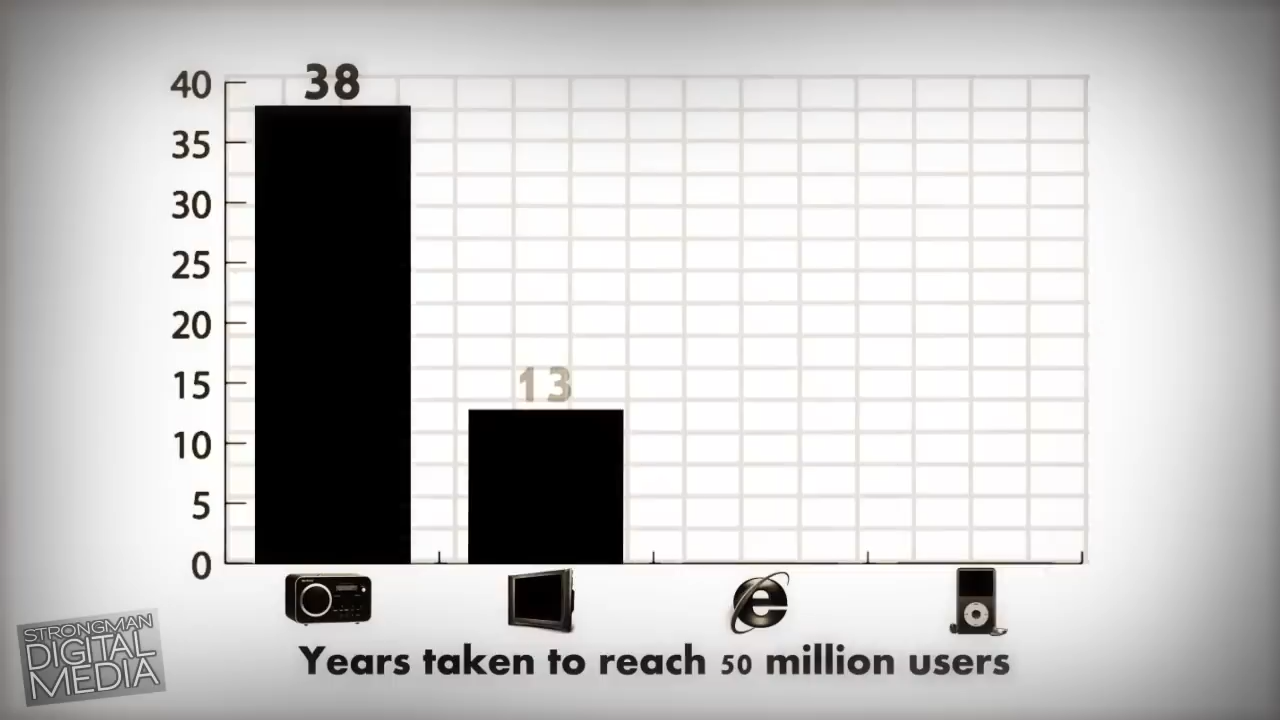 38
40
35
30
25
20
15
13
10
5
0
Years taken to reach 50 million users
STRONGMAN
DIGITAL
MEDIA